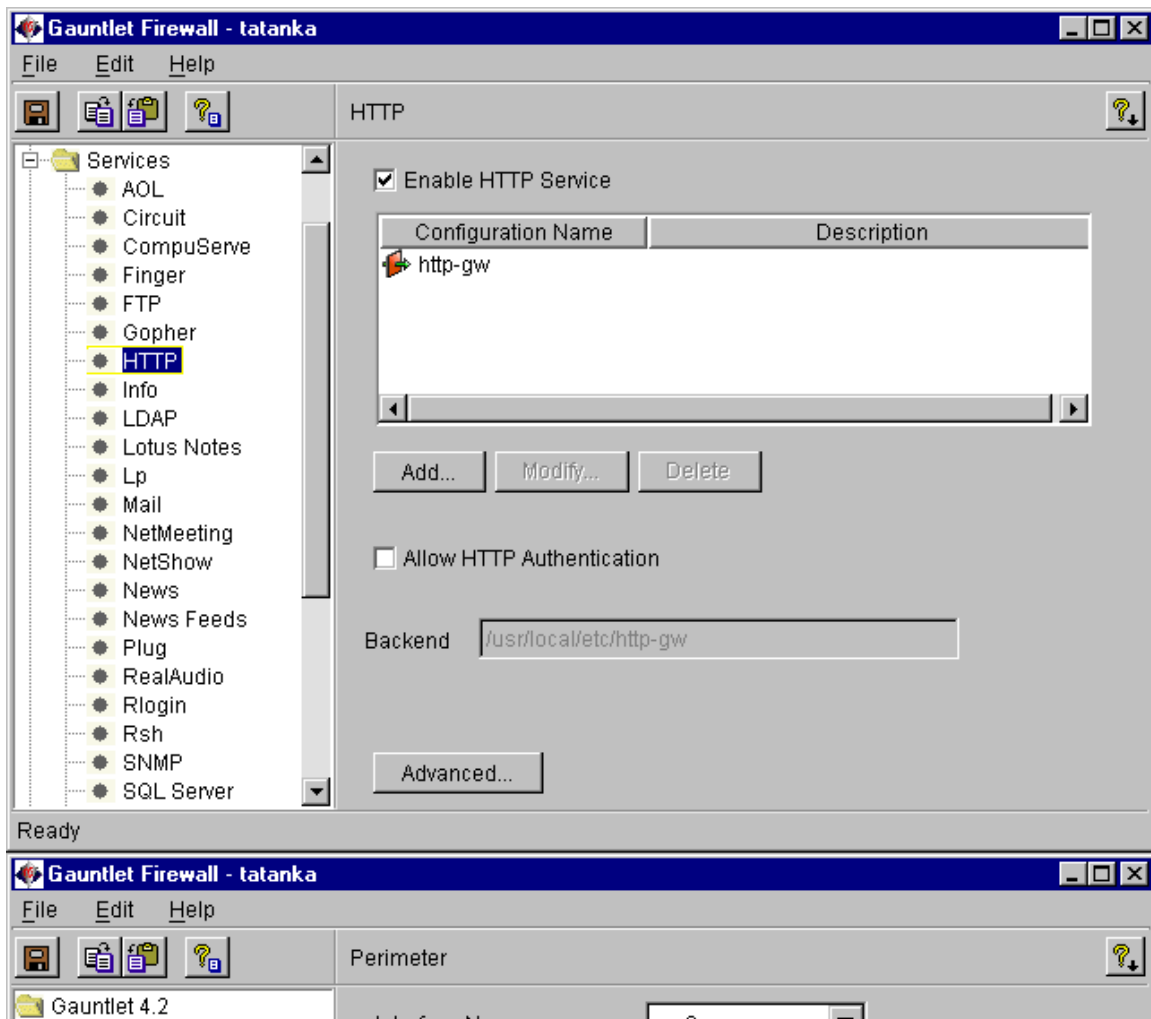 Gauntlet Firewall - tatanka
File Edit Help
HTTP
Services
AOL
Circuit
CompuServe
Finger
FTP
Gopher
HTTP
Info
LDAP
Lotus Notes
Lp
Mail
NetMeeting
NetShow
News
News Feeds
Plug
RealAudio
Rlogin
Rsh
SNMP
SQL Server
Enable HTTP Service
Configuration Name Description
http-gw
Add... Modify... Delete
Allow HTTP Authentication
Backend /usr/local/etc/http-gw
Advanced...
Ready
Gauntlet Firewall - tatanka
File Edit Help
Perimeter
Gauntlet 4.2